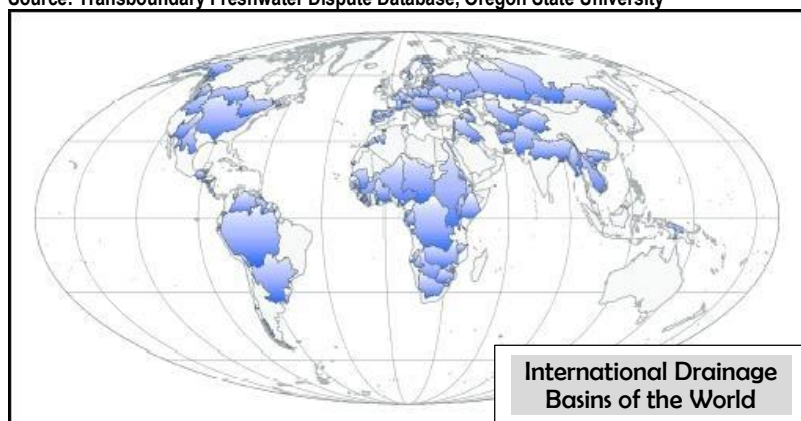 Source: Transboundary Freshwater Dispute Database, Oregon State University
International Drainage
Basins of the World